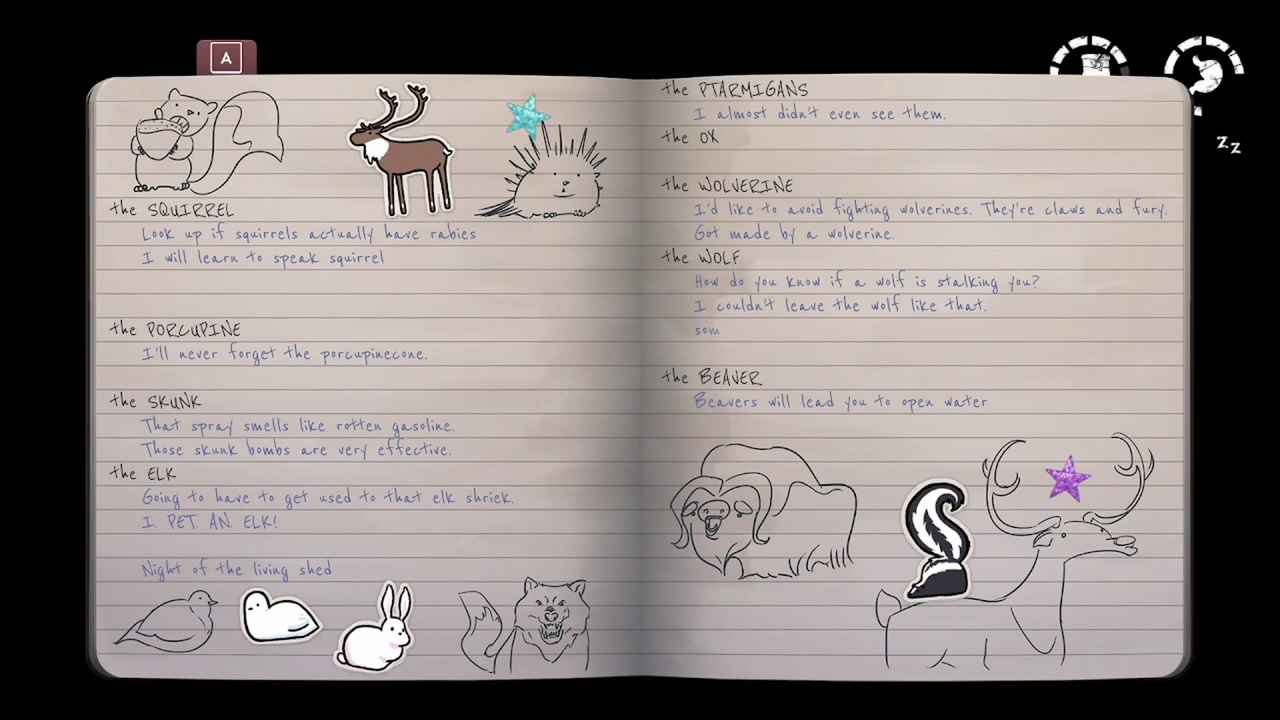 A
the SQUIRREL
Look up if squirrels actually have rabies
I will learn to speak squirrel
the PORCUPINE
I'll never forget the porcupinecone.
the SKUNK
That spray smells like rotten gasoline.
Those skunk bombs are very effective.
the ELK
Going to have to get used to that elk shriek.
I. PET. AN. ELK!
Night of the living shed
the PTARMIGANS
I almost didn't even see them.
the OX
the WOLVERINE
I'd like to avoid fighting wolverines. They're claws and fury.
Got made by a wolverine.
the WOLF
How do you know if a wolf is stalking you?
I couldn't leave the wolf like that.
som
the BEAVER
Beavers will lead you to open water
z z